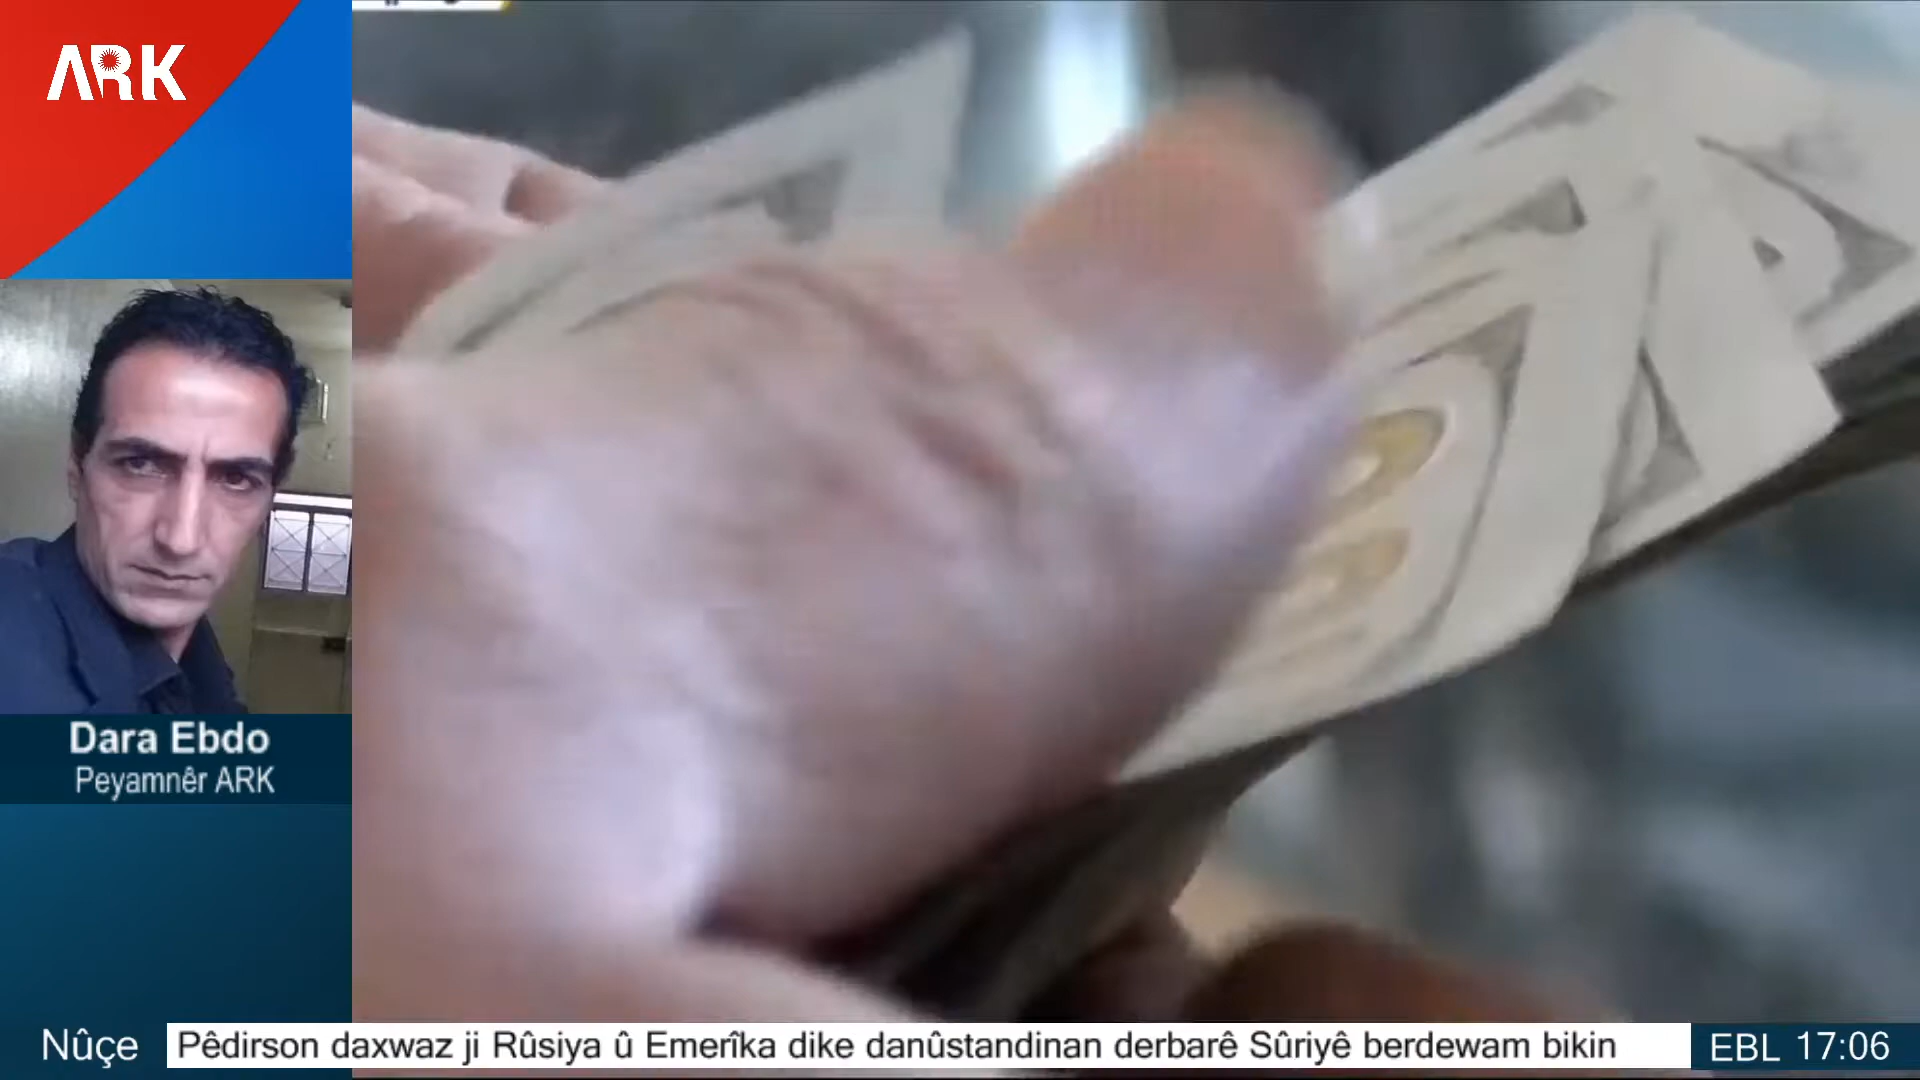 ARK
Dara Ebdo
Peyamnêr ARK
Nûçe
Pêdirson daxwaz ji Rûsiya û Emerîka dike danûstandinan derbarê Sûriyê berdewam bikin
EBL 17:06